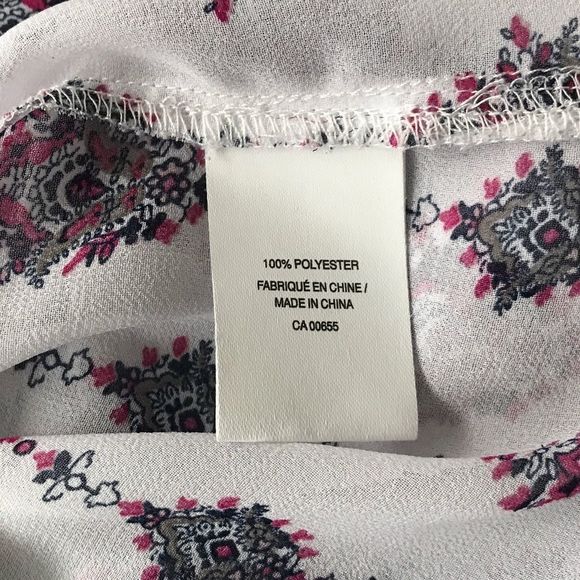 100% POLYESTER
FABRIQUÉ EN CHINE /
MADE IN CHINA
CA 00655